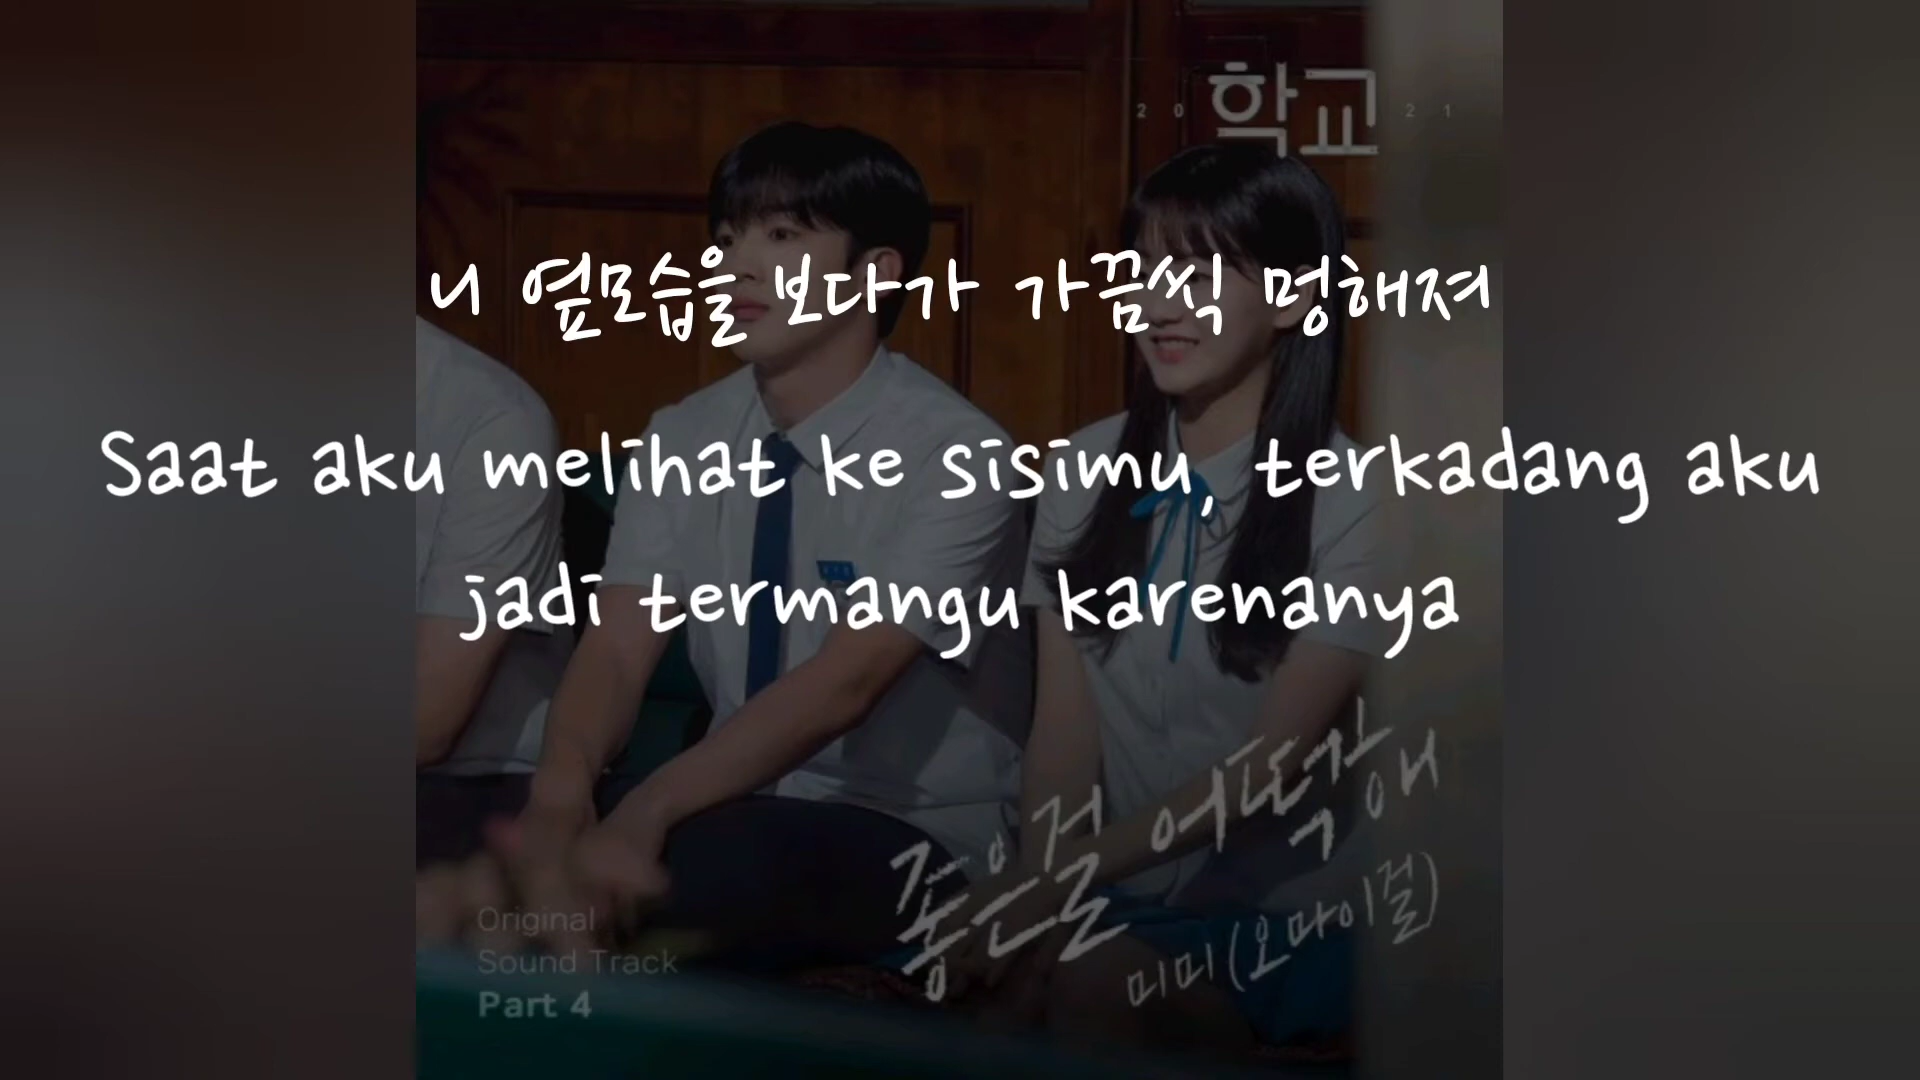 20 학교 21
니 옆모습을 보다가 가끔씩 멍해져
Saat aku melihat ke sisimu, terkadang aku
jadi termangu karenanya
좋은걸 어떡해
미미(오마이걸)
Original
Sound Track
Part 4